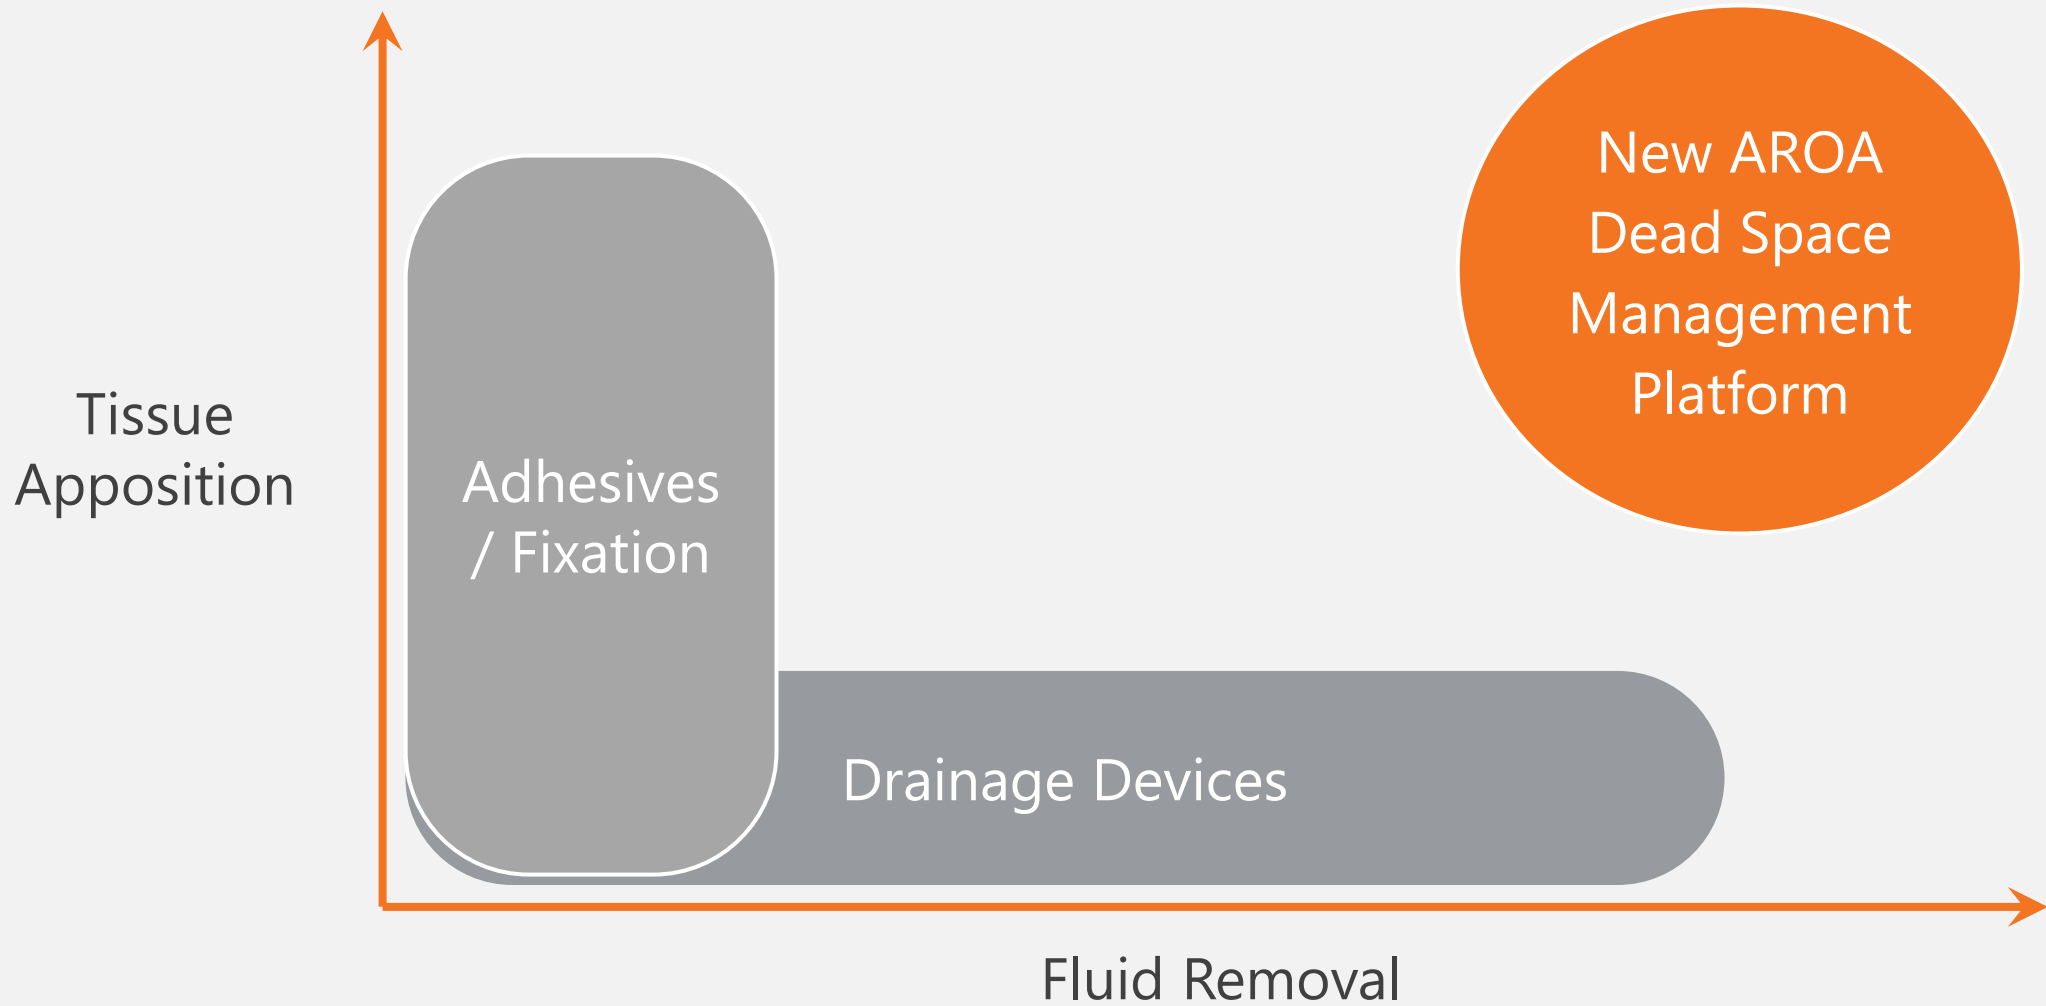 New AROA
Dead Space
Management
Platform
Tissue
Apposition
Adhesives
/ Fixation
Drainage Devices
Fluid Removal